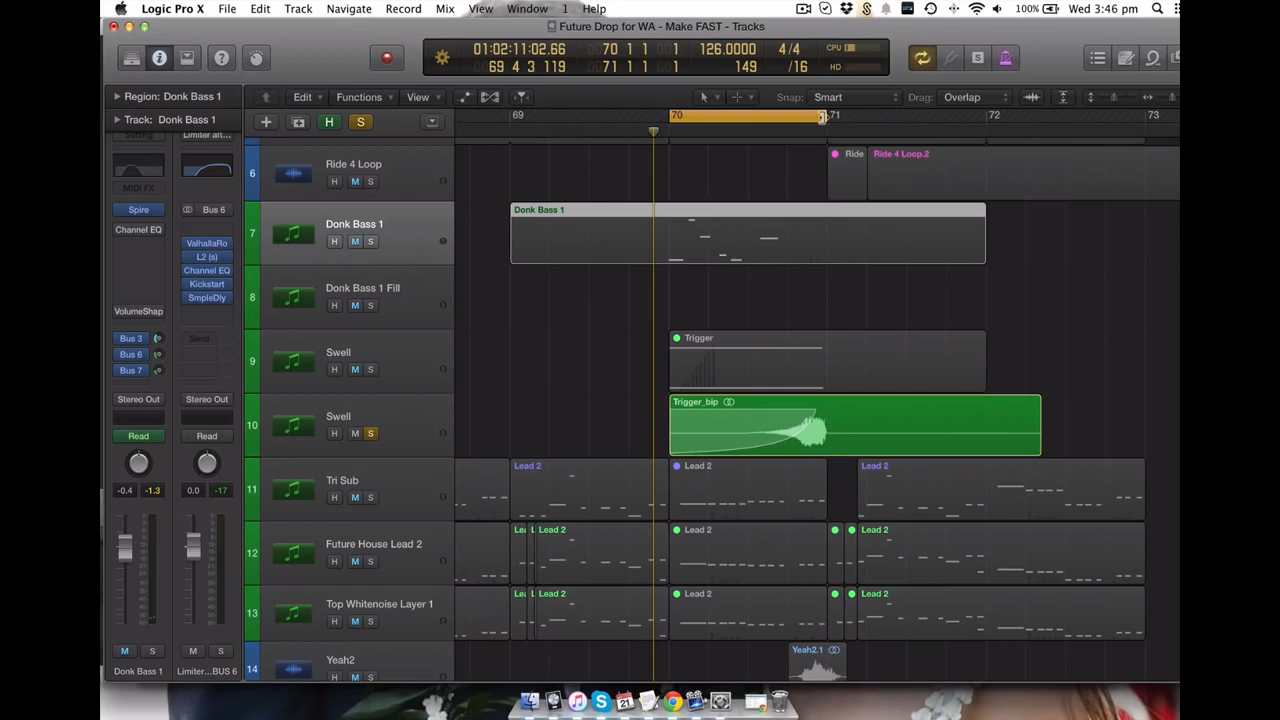 Logic Pro X File Edit Track Navigate Record Mix View Window 1 Help 100% Wed 3:46 pm
Future Drop for WA - Make FAST - Tracks
01:02:11:02.66 70 1 1 1 126.0000 4/4 CPU
69 4 3 119 71 1 1 1 149 /16 HD
Region: Donk Bass 1 Edit Functions View Snap: Smart Drag: Overlap
Track: Donk Bass 1 H S 69 70 71 72 73
Setting Limiter aft...
MIDI FX
6 Ride 4 Loop Ride Ride 4 Loop.2
H M S
Spire Bus 6
Channel EQ
7 Donk Bass 1 Donk Bass 1
H M S
ValhallaRo
L2 (s)
Channel EQ
Kickstart
SmpleDly
VolumeShap
8 Donk Bass 1 Fill
H M S
Bus 3 Send
Bus 6
Bus 7
9 Swell Trigger
H M S
Stereo Out Stereo Out
10 Swell Trigger_bip
H M S
Read Read
-0.4 -1.3 0.0 -17
11 Tri Sub Lead 2 Lead 2 Lead 2
H M S
12 Future House Lead 2 Lea L Lead 2 Lead 2 Lead 2
H M S
13 Top Whitenoise Layer 1 Lea L Lead 2 Lead 2 Lead 2
H M S
14 Yeah2 Yeah2.1
M S M S
Donk Bass 1 Limiter...BUS 6
21